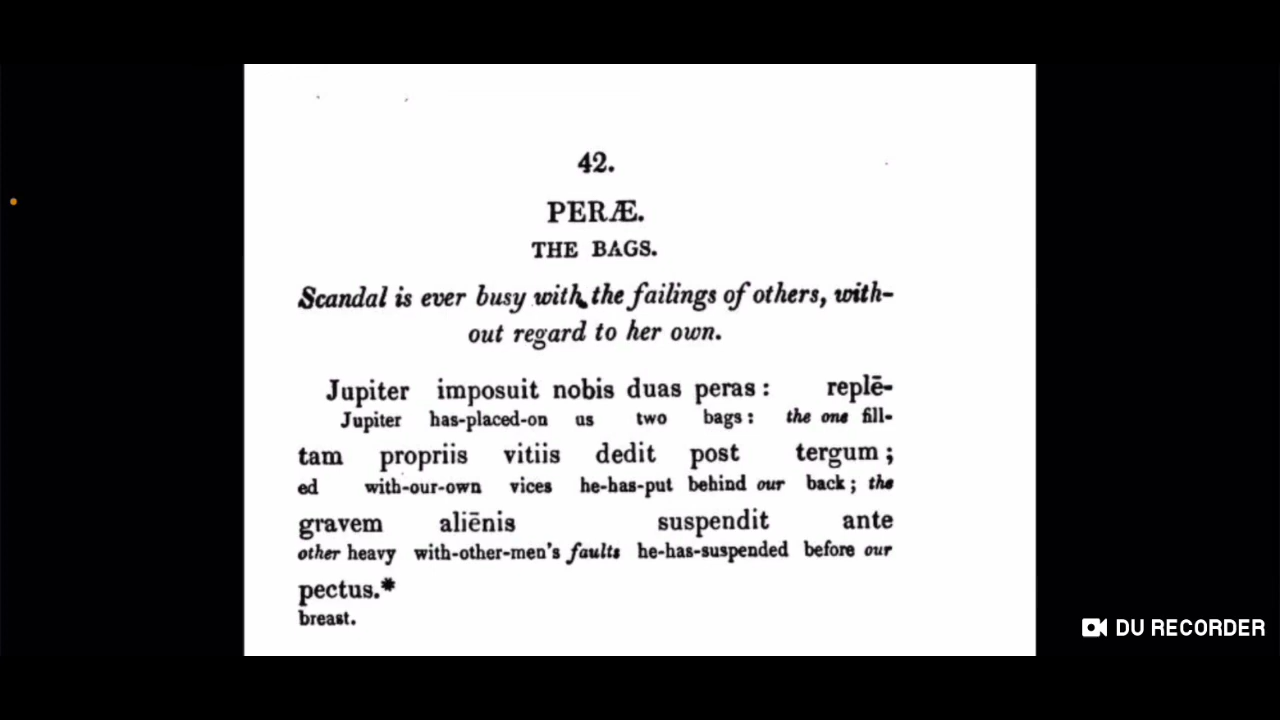 42.
PERÆ.
THE BAGS.
Scandal is ever busy with the failings of others, with-
out regard to her own.
Jupiter imposuit nobis duas peras : replē-
Jupiter has-placed-on us two bags : the one fill-
tam propriis vitiis dedit post tergum ;
ed with-our-own vices he-has-put behind our back ; the
gravem aliēnis suspendit ante
other heavy with-other-men's faults he-has-suspended before our
pectus.*
breast.
DU RECORDER